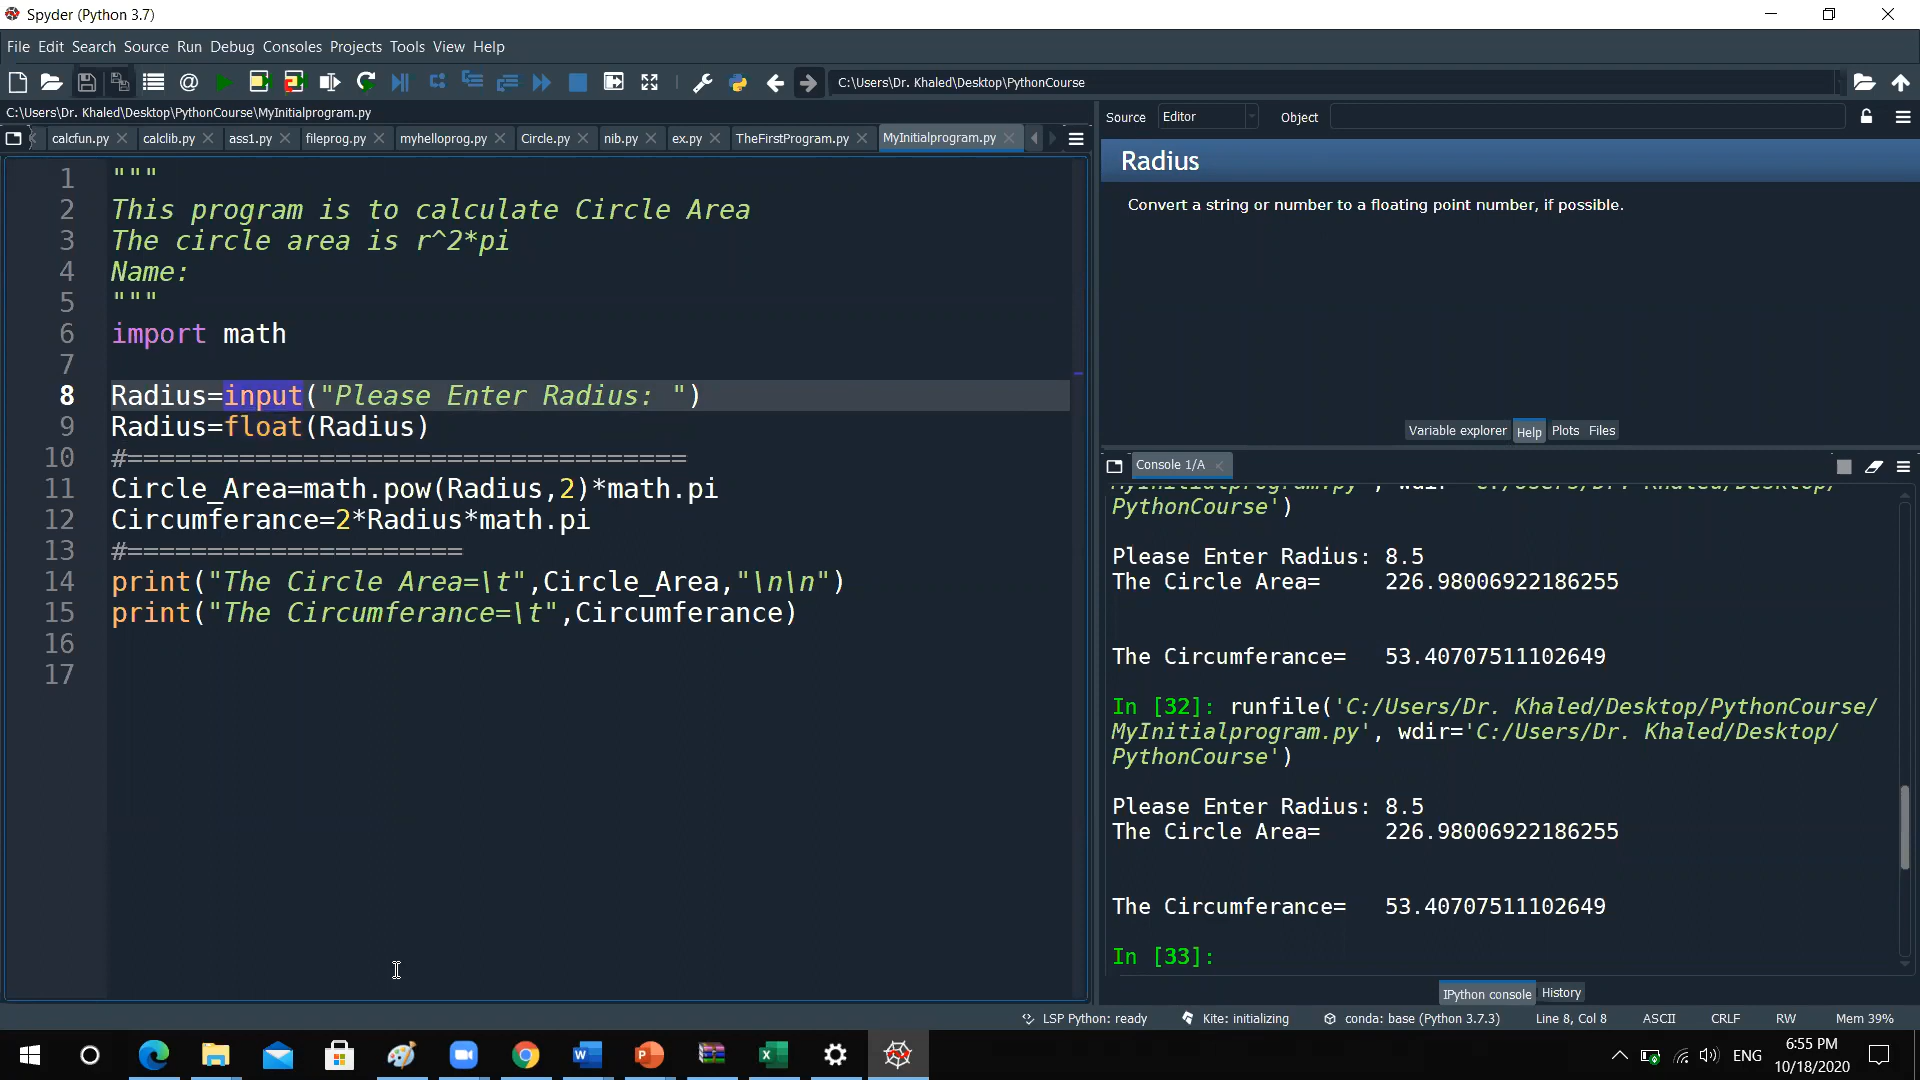 Spyder (Python 3.7)
File Edit Search Source Run Debug Consoles Projects Tools View Help
C:\Users\Dr. Khaled\Desktop\PythonCourse
C:\Users\Dr. Khaled\Desktop\PythonCourse\MyInitialprogram.py
calcfun.py calclib.py ass1.py fileprog.py myhelloprog.py Circle.py nib.py ex.py TheFirstProgram.py MyInitialprogram.py
1 """
2 This program is to calculate Circle Area
3 The circle area is r^2*pi
4 Name:
5 """
6 import math
7
8 Radius=input("Please Enter Radius: ")
9 Radius=float(Radius)
10 #===================================
11 Circle_Area=math.pow(Radius,2)*math.pi
12 Circumferance=2*Radius*math.pi
13 #=====================
14 print("The Circle Area=\t",Circle_Area,"\n\n")
15 print("The Circumferance=\t",Circumferance)
16
17
Source Editor Object
Radius
Convert a string or number to a floating point number, if possible.
Variable explorer Help Plots Files
Console 1/A
MyInitialprogram.py', wdir='C:/Users/Dr. Khaled/Desktop/
PythonCourse')
Please Enter Radius: 8.5
The Circle Area= 226.98006922186255
The Circumferance= 53.40707511102649
In [32]: runfile('C:/Users/Dr. Khaled/Desktop/PythonCourse/
MyInitialprogram.py', wdir='C:/Users/Dr. Khaled/Desktop/
PythonCourse')
Please Enter Radius: 8.5
The Circle Area= 226.98006922186255
The Circumferance= 53.40707511102649
In [33]:
IPython console History
LSP Python: ready Kite: initializing conda: base (Python 3.7.3) Line 8, Col 8 ASCII CRLF RW Mem 39%
ENG
6:55 PM
10/18/2020